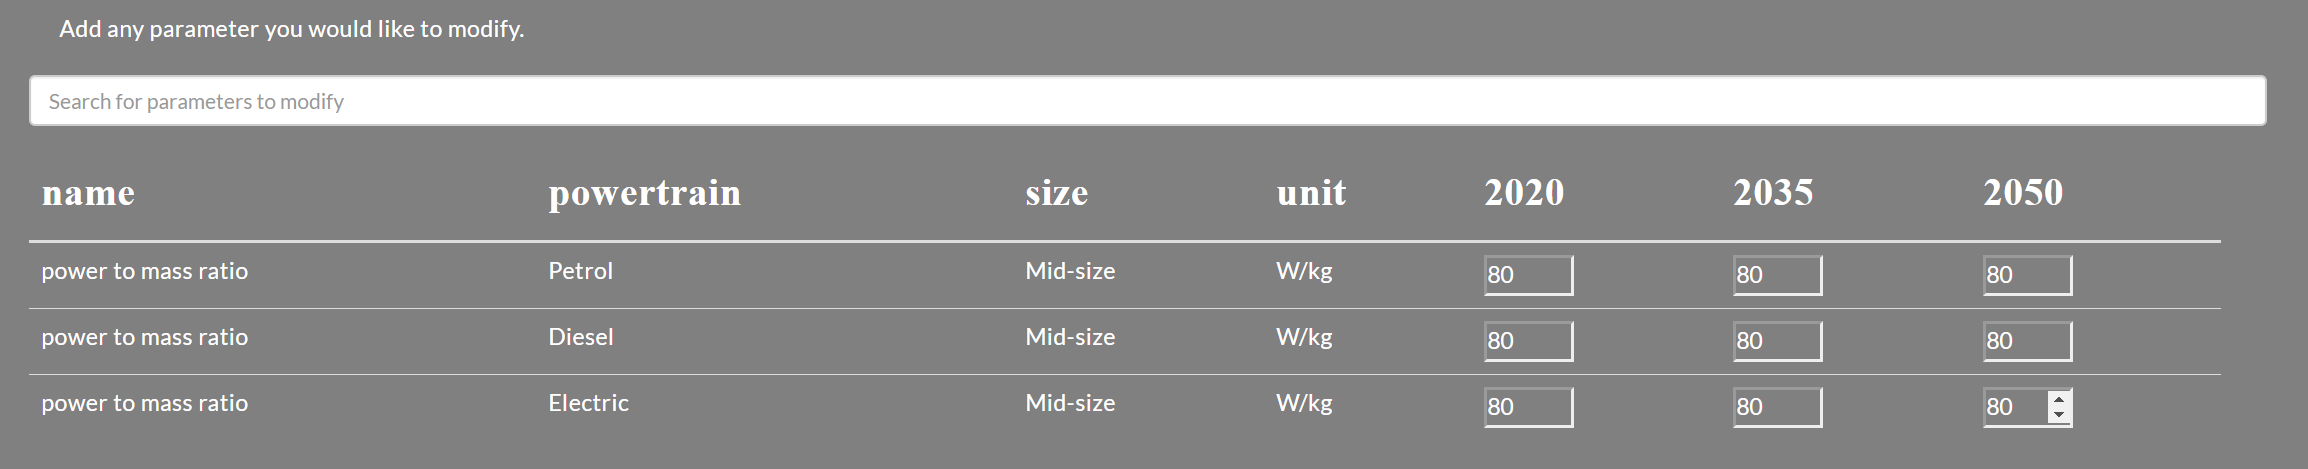 Add any parameter you would like to modify.
Search for parameters to modify
name powertrain size unit 2020 2035 2050
power to mass ratio Petrol Mid-size W/kg 80 80 80
power to mass ratio Diesel Mid-size W/kg 80 80 80
power to mass ratio Electric Mid-size W/kg 80 80 80